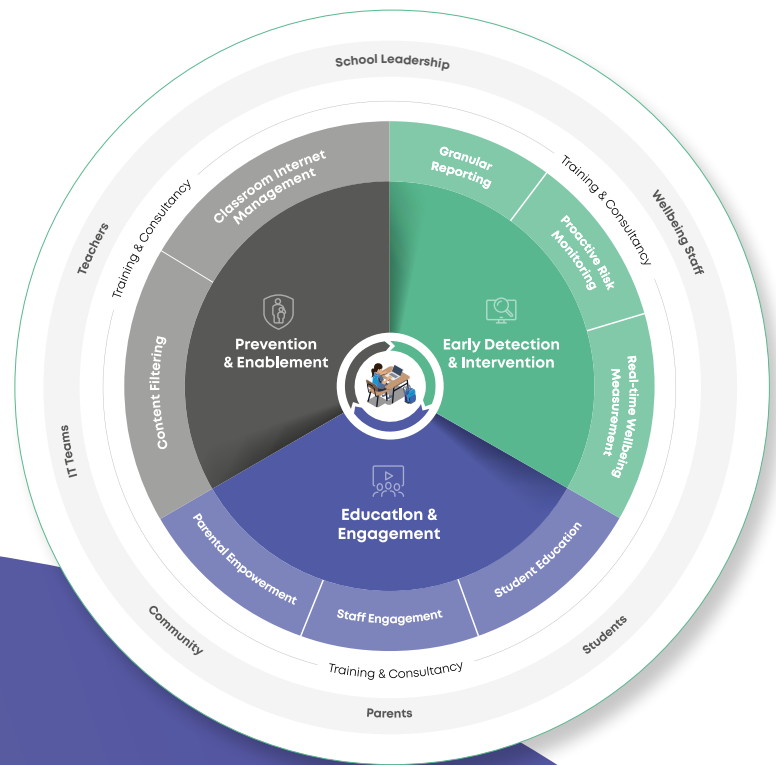 School Leadership
Teachers
Wellbeing Staff
IT Teams
Community
Students
Parents
Training & Consultancy
Training & Consultancy
Training & Consultancy
Classroom Internet
Management
Content Filtering
Granular
Reporting
Proactive Risk
Monitoring
Real-time Wellbeing
Measurement
Prevention
& Enablement
Early Detection
& Intervention
Education &
Engagement
Parental Empowerment
Staff Engagement
Student Education